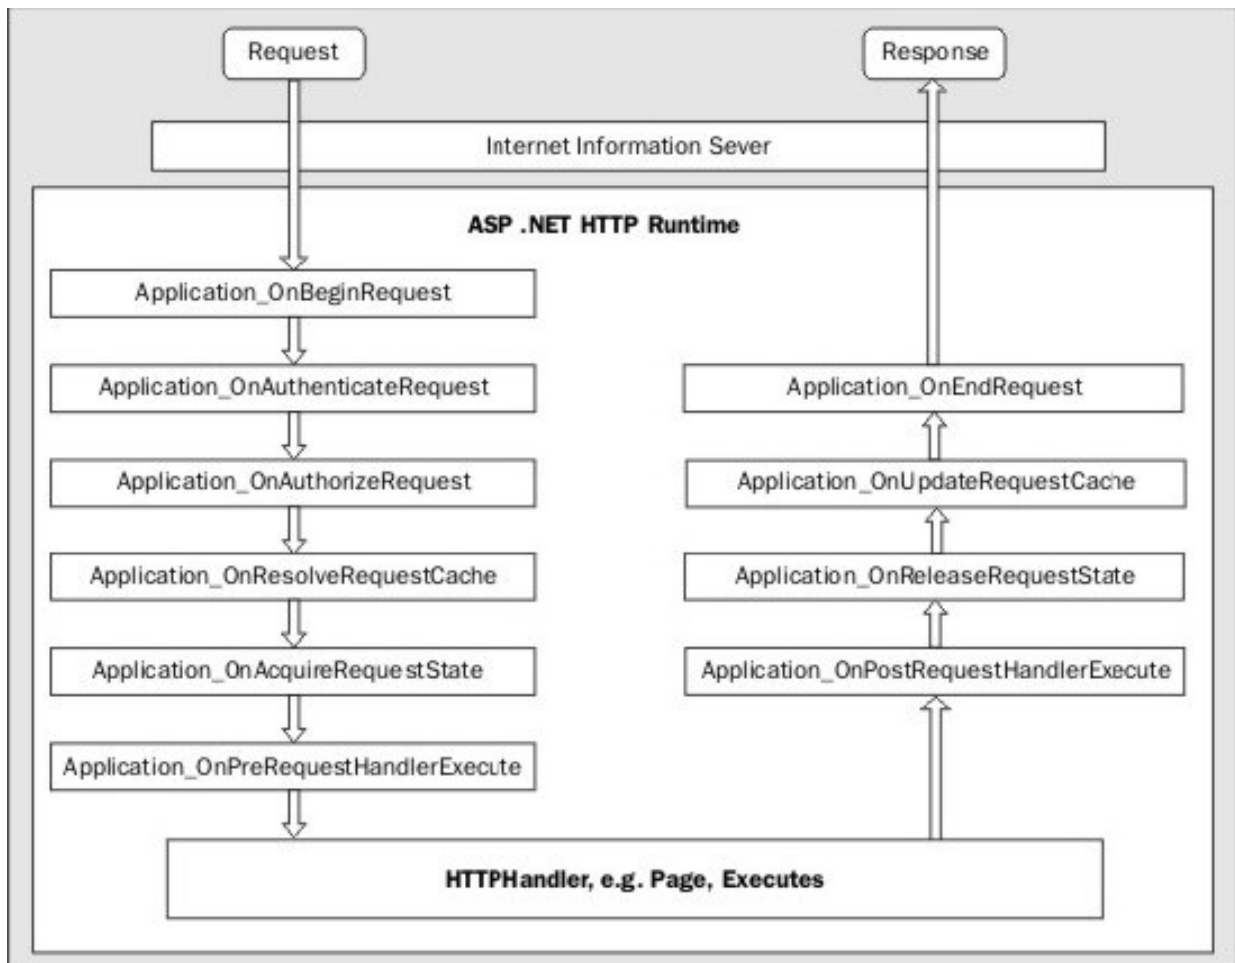 Request
Response
Internet Information Sever
ASP .NET HTTP Runtime
Application_OnBeginRequest
Application_OnAuthenticateRequest
Application_OnAuthorizeRequest
Application_OnResolveRequestCache
Application_OnAcquireRequestState
Application_OnPreRequestHandlerExecute
Application_OnEndRequest
Application_OnUpdateRequestCache
Application_OnReleaseRequestState
Application_OnPostRequestHandlerExecute
HTTPHandler, e.g. Page, Executes